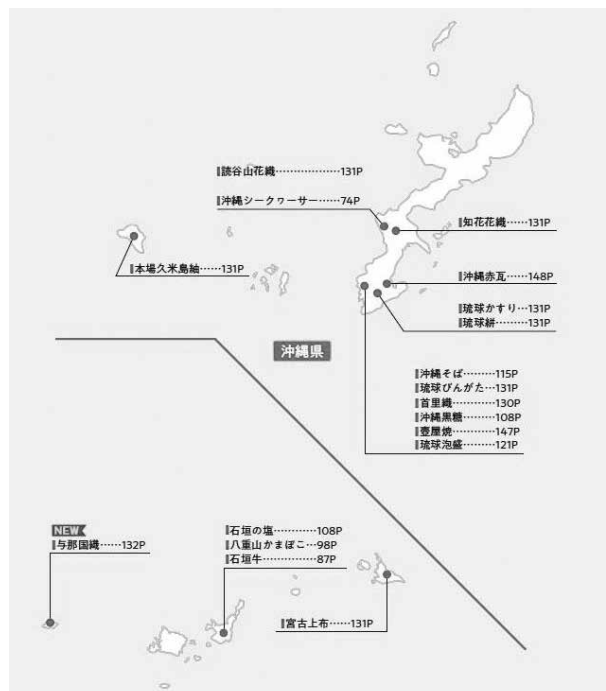 読谷山花織………………131P
沖縄シークヮーサー……74P
知花花織……131P
本場久米島紬……131P
沖縄赤瓦……148P
琉球かすり…131P
琉球絣………131P
沖縄県
沖縄そば………115P
琉球びんがた…131P
首里織…………130P
沖縄黒糖………108P
壺屋焼…………147P
琉球泡盛………121P
NEW
与那国織……132P
石垣の塩…………108P
八重山かまぼこ…98P
石垣牛……………87P
宮古上布……131P